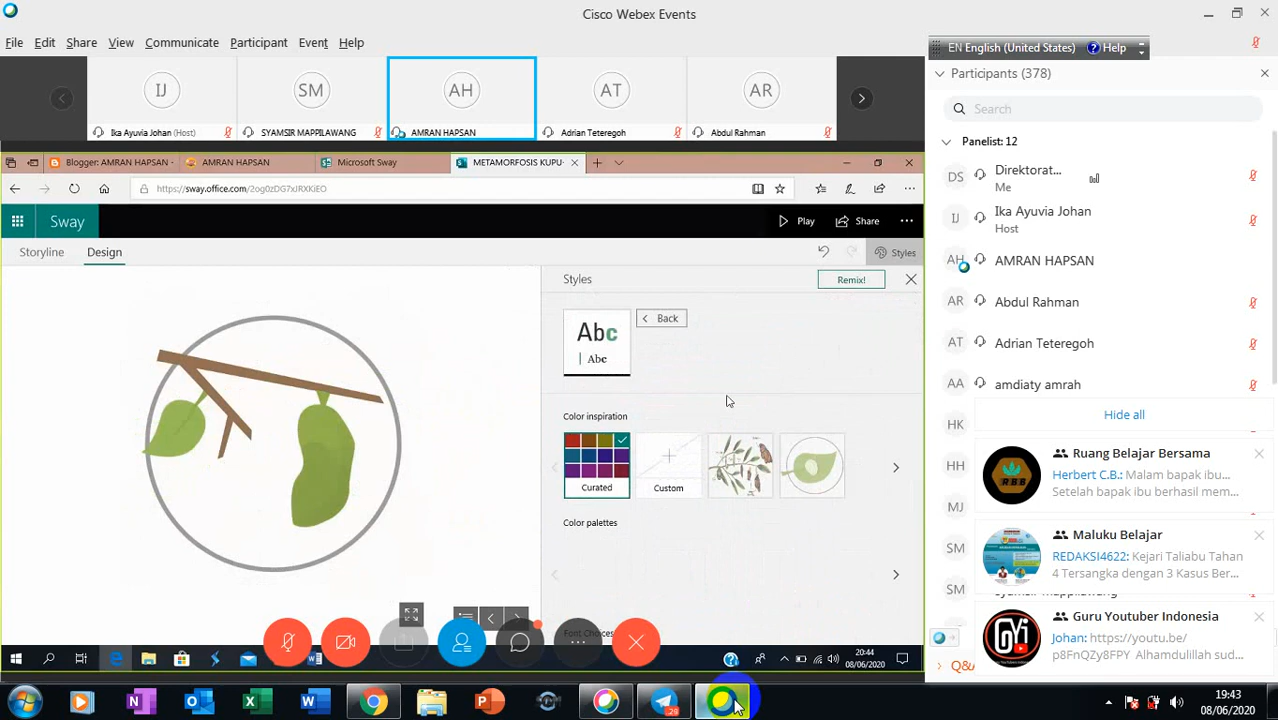 Cisco Webex Events
File Edit Share View Communicate Participant Event Help
EN English (United States) ? Help
IJ SM AH AT AR
Ika Ayuvia Johan (Host) SYAMSIR MAPPILAWANG AMRAN HAPSAN Adrian Teteregoh Abdul Rahman
Blogger: AMRAN HAPSAN - AMRAN HAPSAN Microsoft Sway METAMORFOSIS KUPU-
https://sway.office.com/2og0zDG7xJRXKiEO
Sway Play Share
Storyline Design Styles
Styles Remix!
Abc
Abc
Back
Color inspiration
Curated Custom
Color palettes
Font Choices
20:44
08/06/2020
Participants (378)
Search
Panelist: 12
DS Direktorat...
Me
IJ Ika Ayuvia Johan
Host
AH AMRAN HAPSAN
AR Abdul Rahman
AT Adrian Teteregoh
AA amdiaty amrah
HK
HH
MJ
SM
SM
Hide all
Ruang Belajar Bersama
RBB
Herbert C.B.: Malam bapak ibu...
Setelah bapak ibu berhasil mem...
Maluku Belajar
REDAKSI4622: Kejari Taliabu Tahan
4 Tersangka dengan 3 Kasus Ber...
Guru Youtuber Indonesia
GYi
Johan: https://youtu.be/
p8FnQZy8FPY Alhamdulillah sud...
Q&A
29
19:43
08/06/2020